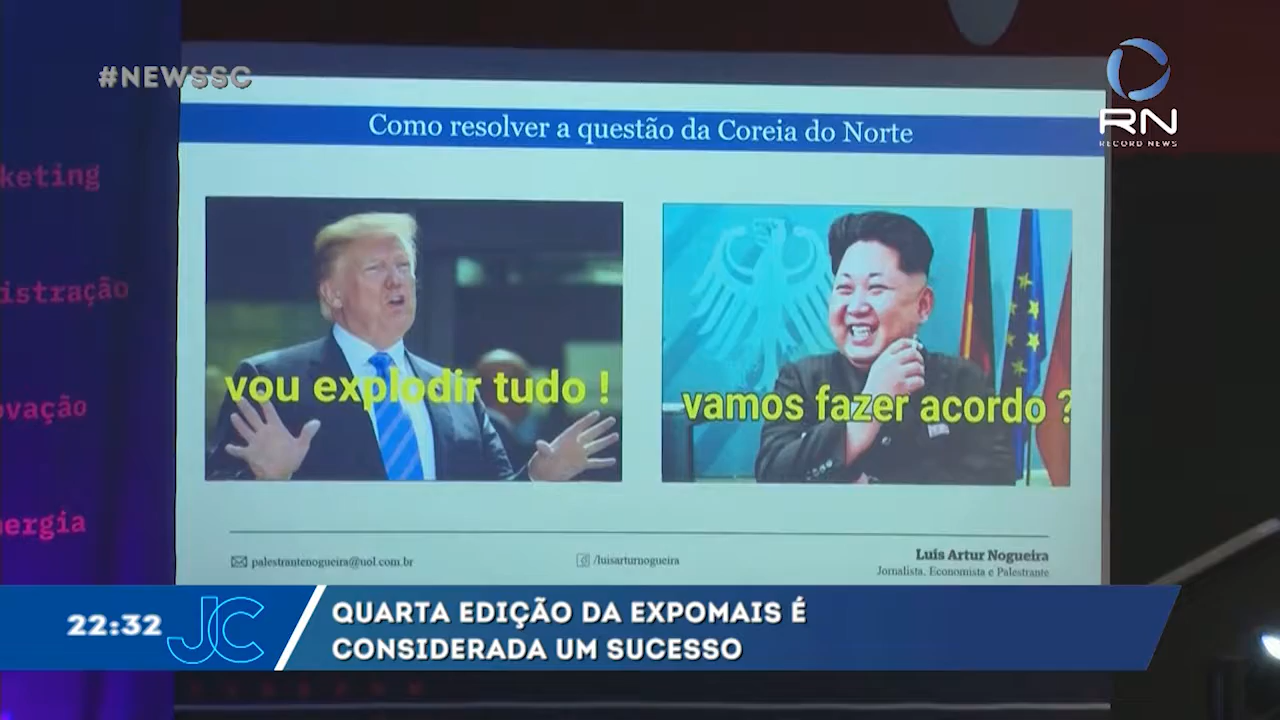 #NEWSSC
RN
RECORD NEWS
Como resolver a questão da Coreia do Norte
keting
istração
ovação
ergia
vou explodir tudo !
vamos fazer acordo ?
palestrantenogueira@uol.com.br
/luisarturnogueira
Luís Artur Nogueira
Jornalista, Economista e Palestrante
22:32
JC
QUARTA EDIÇÃO DA EXPOMAIS É
CONSIDERADA UM SUCESSO